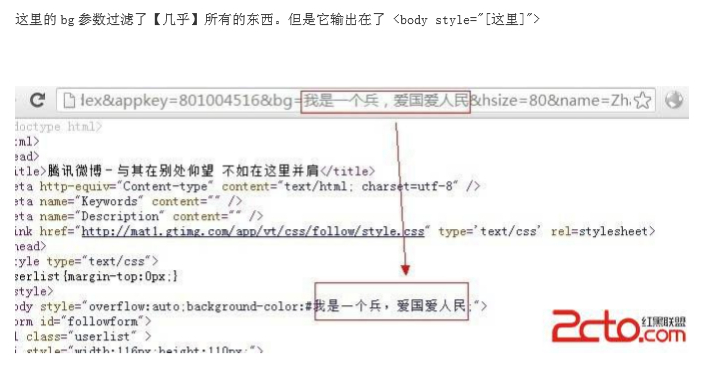 这里的 bg 参数过滤了【几乎】所有的东西。但是它输出在了 <body style="[这里]">
lex&appkey=801004516&bg=我是一个兵，爱国爱人民&hsize=80&name=Zh
doctype html>
ml>
ead>
itle>腾讯微博－与其在别处仰望 不如在这里并肩</title>
eta http-equiv="Content-type" content="text/html; charset=utf-8" />
eta name="Keywords" content="" />
eta name="Description" content="" />
ink href="http://mat1.gtimg.com/app/vt/css/follow/style.css" type='text/css' rel=stylesheet>
head>
yle type="text/css">
serlist{margin-top:0px;}
style>
ody style="overflow:auto;background-color:#我是一个兵，爱国爱人民;">
orm id="followform">
l class="userlist" >
i style="width:116px;height:110px;">
2cto.com 红黑联盟